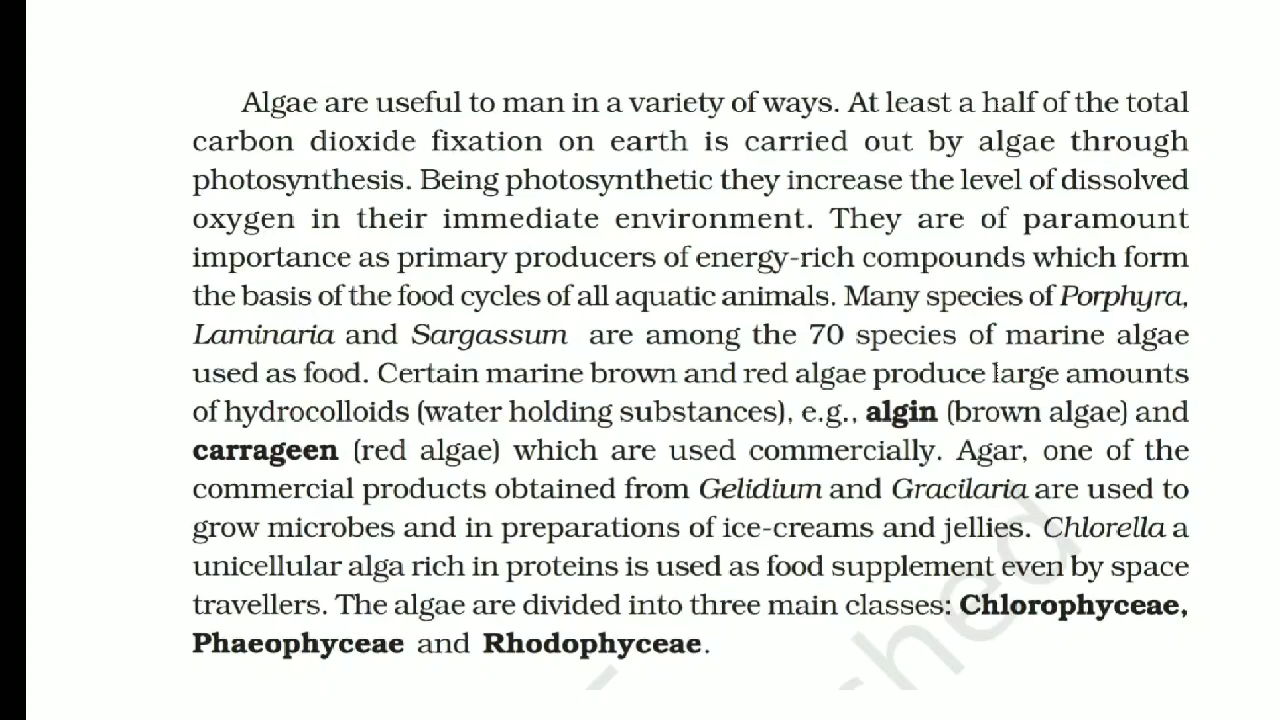 Algae are useful to man in a variety of ways. At least a half of the total
carbon dioxide fixation on earth is carried out by algae through
photosynthesis. Being photosynthetic they increase the level of dissolved
oxygen in their immediate environment. They are of paramount
importance as primary producers of energy-rich compounds which form
the basis of the food cycles of all aquatic animals. Many species of Porphyra,
Laminaria and Sargassum are among the 70 species of marine algae
used as food. Certain marine brown and red algae produce large amounts
of hydrocolloids (water holding substances), e.g., algin (brown algae) and
carrageen (red algae) which are used commercially. Agar, one of the
commercial products obtained from Gelidium and Gracilaria are used to
grow microbes and in preparations of ice-creams and jellies. Chlorella a
unicellular alga rich in proteins is used as food supplement even by space
travellers. The algae are divided into three main classes: Chlorophyceae,
Phaeophyceae and Rhodophyceae.